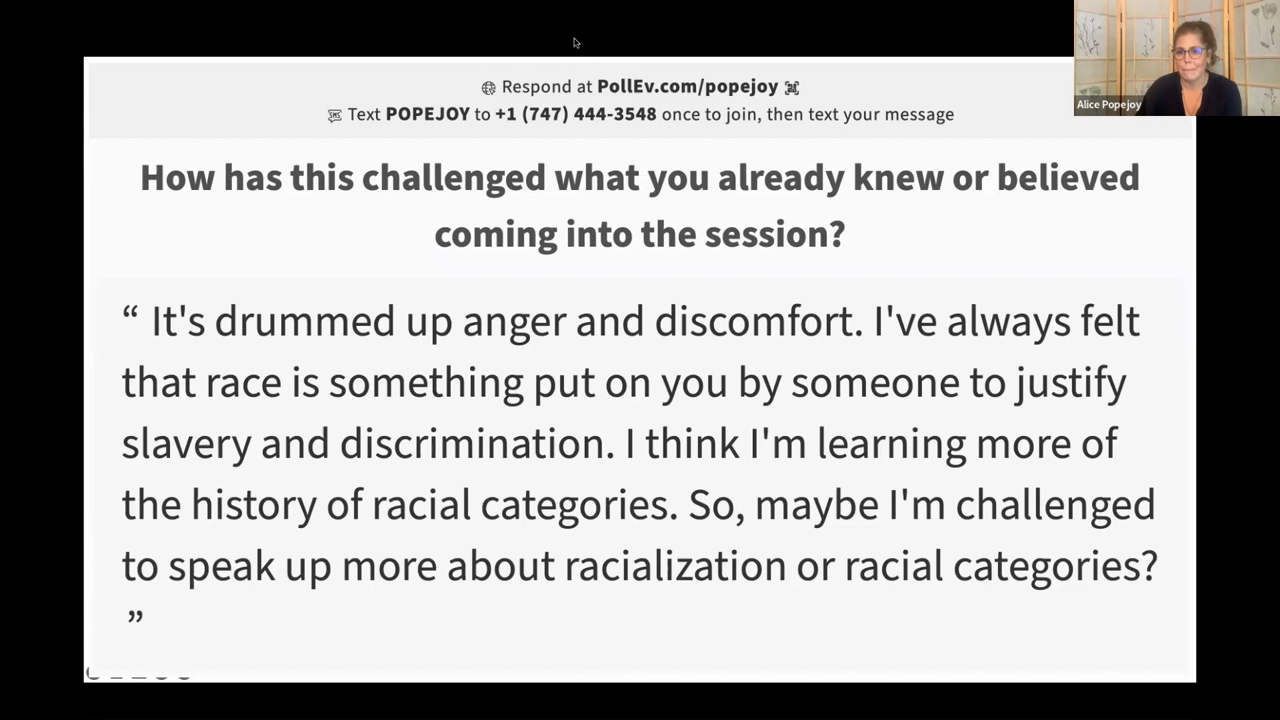 Respond at PollEv.com/popejoy
Text POPEJOY to +1 (747) 444-3548 once to join, then text your message
Alice Popejoy
How has this challenged what you already knew or believed
coming into the session?
“ It's drummed up anger and discomfort. I've always felt
that race is something put on you by someone to justify
slavery and discrimination. I think I'm learning more of
the history of racial categories. So, maybe I'm challenged
to speak up more about racialization or racial categories?
”